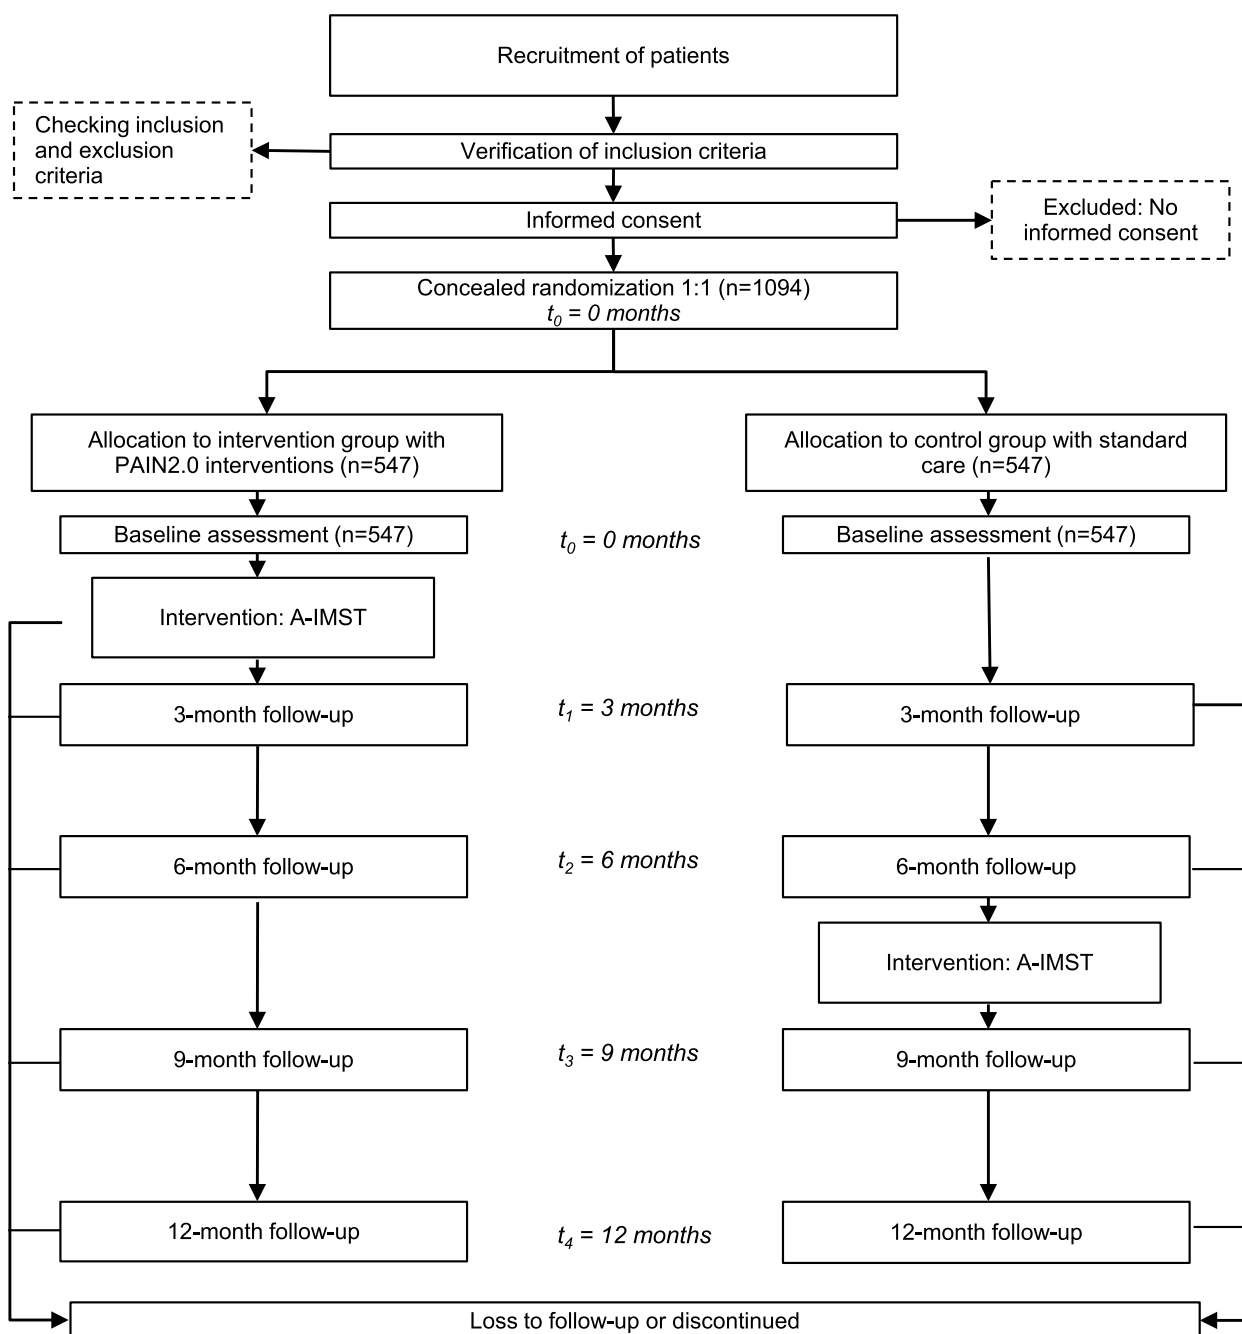 Recruitment of patients
Checking inclusion
and exclusion
criteria
Verification of inclusion criteria
Informed consent
Excluded: No
informed consent
Concealed randomization 1:1 (n=1094)
t0 = 0 months
Allocation to intervention group with
PAIN2.0 interventions (n=547)
Allocation to control group with standard
care (n=547)
Baseline assessment (n=547)
t0 = 0 months
Baseline assessment (n=547)
Intervention: A-IMST
3-month follow-up
t1 = 3 months
3-month follow-up
6-month follow-up
t2 = 6 months
6-month follow-up
Intervention: A-IMST
9-month follow-up
t3 = 9 months
9-month follow-up
12-month follow-up
t4 = 12 months
12-month follow-up
Loss to follow-up or discontinued